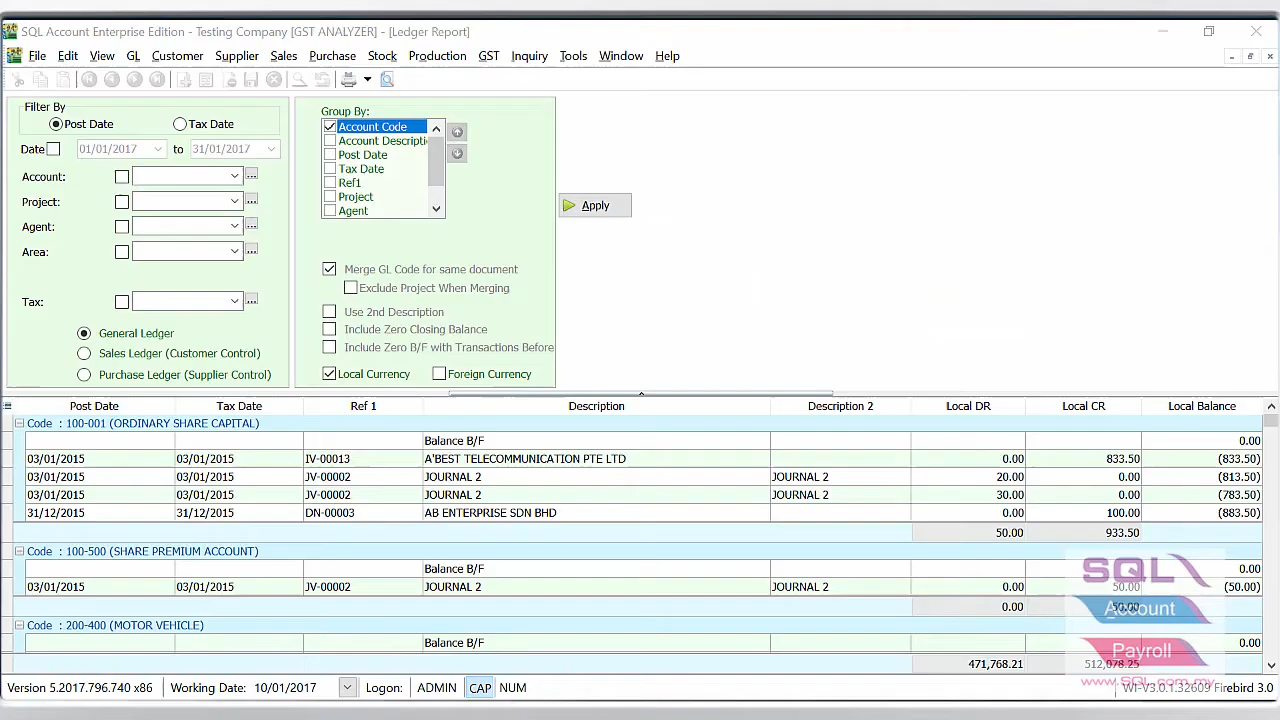 SQL Account Enterprise Edition - Testing Company [GST ANALYZER] - [Ledger Report]
File Edit View GL Customer Supplier Sales Purchase Stock Production GST Inquiry Tools Window Help
Filter By
Post Date Tax Date
Date 01/01/2017 to 31/01/2017
Account:
Project:
Agent:
Area:
Tax:
General Ledger
Sales Ledger (Customer Control)
Purchase Ledger (Supplier Control)
Group By:
Account Code
Account Descripti
Post Date
Tax Date
Ref1
Project
Agent
Merge GL Code for same document
Exclude Project When Merging
Use 2nd Description
Include Zero Closing Balance
Include Zero B/F with Transactions Before
Local Currency Foreign Currency
Apply
Post Date Tax Date Ref 1 Description Description 2 Local DR Local CR Local Balance
Code : 100-001 (ORDINARY SHARE CAPITAL)
Balance B/F 0.00
03/01/2015 03/01/2015 IV-00013 A'BEST TELECOMMUNICATION PTE LTD 0.00 833.50 (833.50)
03/01/2015 03/01/2015 JV-00002 JOURNAL 2 JOURNAL 2 20.00 0.00 (813.50)
03/01/2015 03/01/2015 JV-00002 JOURNAL 2 JOURNAL 2 30.00 0.00 (783.50)
31/12/2015 31/12/2015 DN-00003 AB ENTERPRISE SDN BHD 0.00 100.00 (883.50)
50.00 933.50
Code : 100-500 (SHARE PREMIUM ACCOUNT)
Balance B/F 0.00
03/01/2015 03/01/2015 JV-00002 JOURNAL 2 JOURNAL 2 0.00 50.00 (50.00)
0.00 50.00
Code : 200-400 (MOTOR VEHICLE)
Balance B/F 0.00
471,768.21 512,078.25
SQL
Account
Payroll
www.SQL.com.my
Version 5.2017.796.740 x86 Working Date: 10/01/2017 Logow ADMIN CAP NUM WI-V3.0.1.32609 Firebird 3.0